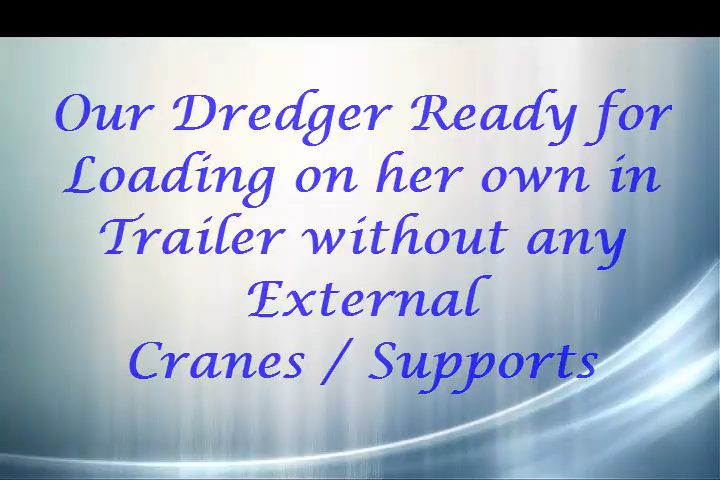 Our Dredger Ready for
Loading on her own in
Trailer without any
External
Cranes / Supports